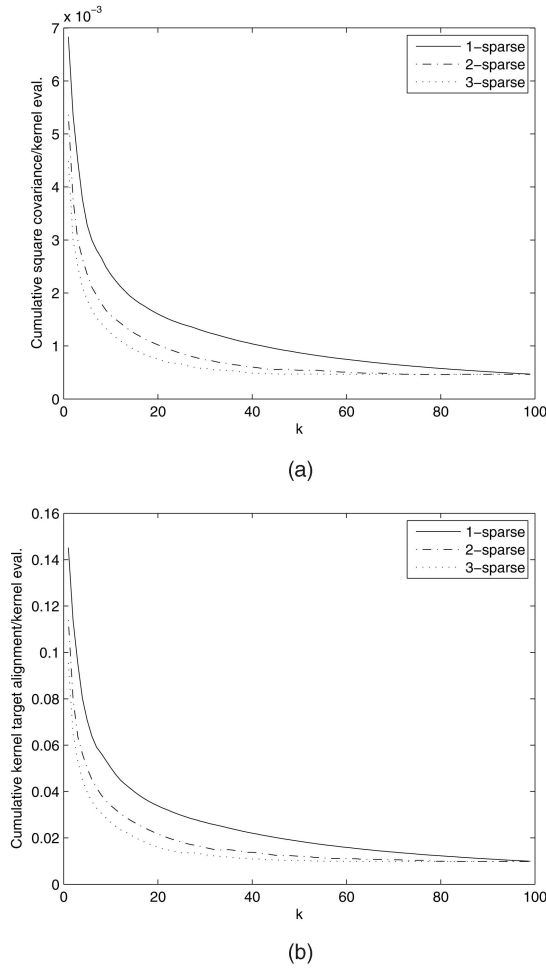 7 x 10⁻³
6
5
4
3
2
1
0
0 20 40 60 80 100
k
Cumulative square covariance/kernel eval.
1−sparse
2−sparse
3−sparse
(a)
0.16
0.14
0.12
0.1
0.08
0.06
0.04
0.02
0
0 20 40 60 80 100
k
Cumulative kernel target alignment/kernel eval.
1−sparse
2−sparse
3−sparse
(b)